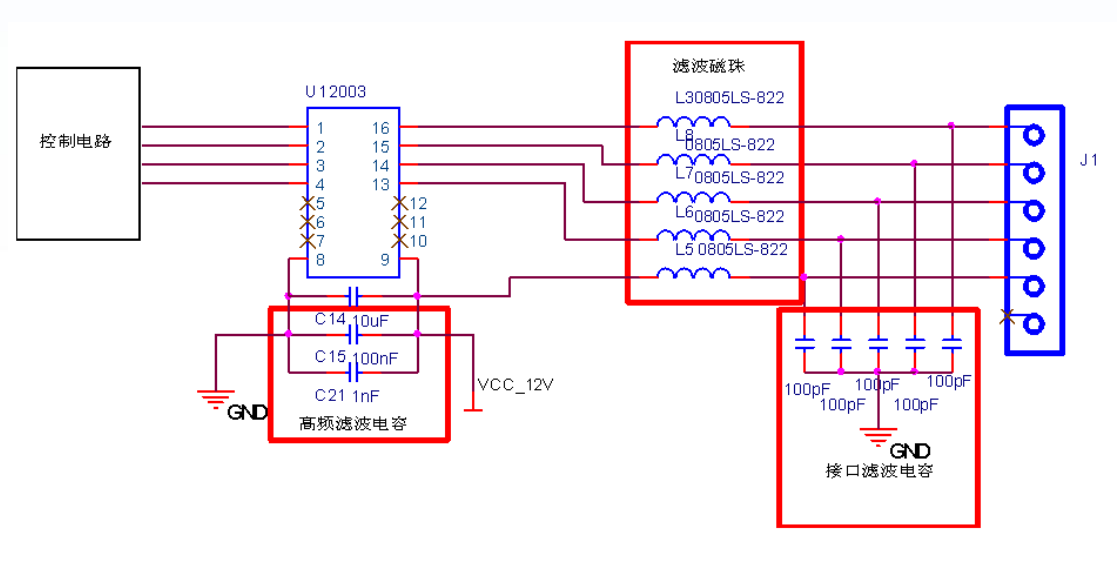 滤波磁珠
U12003
L30805LS-822
控制电路
1
16
L8
0805LS-822
2
15
J1
3
14
L7
0805LS-822
4
13
5
12
L6
0805LS-822
6
11
7
10
L5 0805LS-822
8
9
C14 10uF
C15 100nF
C21 1nF
VCC_12V
GND
高频滤波电容
100pF
100pF
100pF
100pF
100pF
GND
接口滤波电容